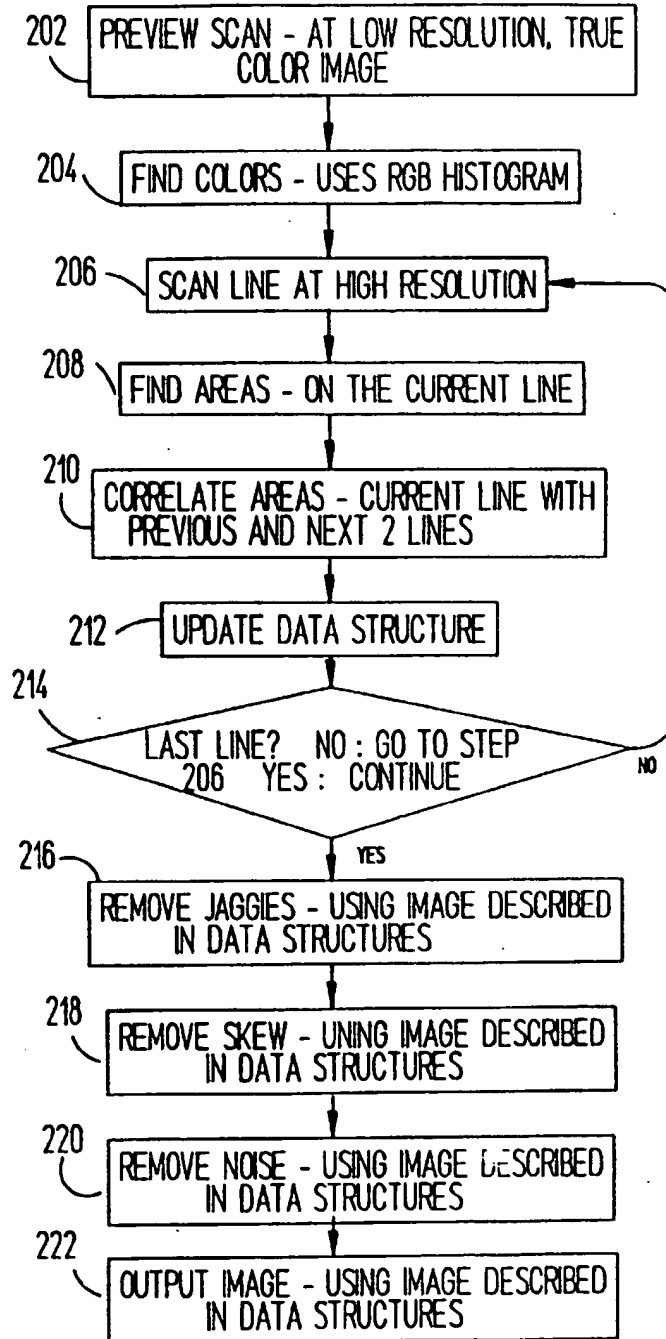 202
PREVIEW SCAN - AT LOW RESOLUTION, TRUE
COLOR IMAGE
204
FIND COLORS - USES RGB HISTOGRAM
206
SCAN LINE AT HIGH RESOLUTION
208
FIND AREAS - ON THE CURRENT LINE
210
CORRELATE AREAS - CURRENT LINE WITH
PREVIOUS AND NEXT 2 LINES
212
UPDATE DATA STRUCTURE
214
LAST LINE? NO : GO TO STEP
206 YES : CONTINUE
NO
YES
216
REMOVE JAGGIES - USING IMAGE DESCRIBED
IN DATA STRUCTURES
218
REMOVE SKEW - UNING IMAGE DESCRIBED
IN DATA STRUCTURES
220
REMOVE NOISE - USING IMAGE DESCRIBED
IN DATA STRUCTURES
222
OUTPUT IMAGE - USING IMAGE DESCRIBED
IN DATA STRUCTURES